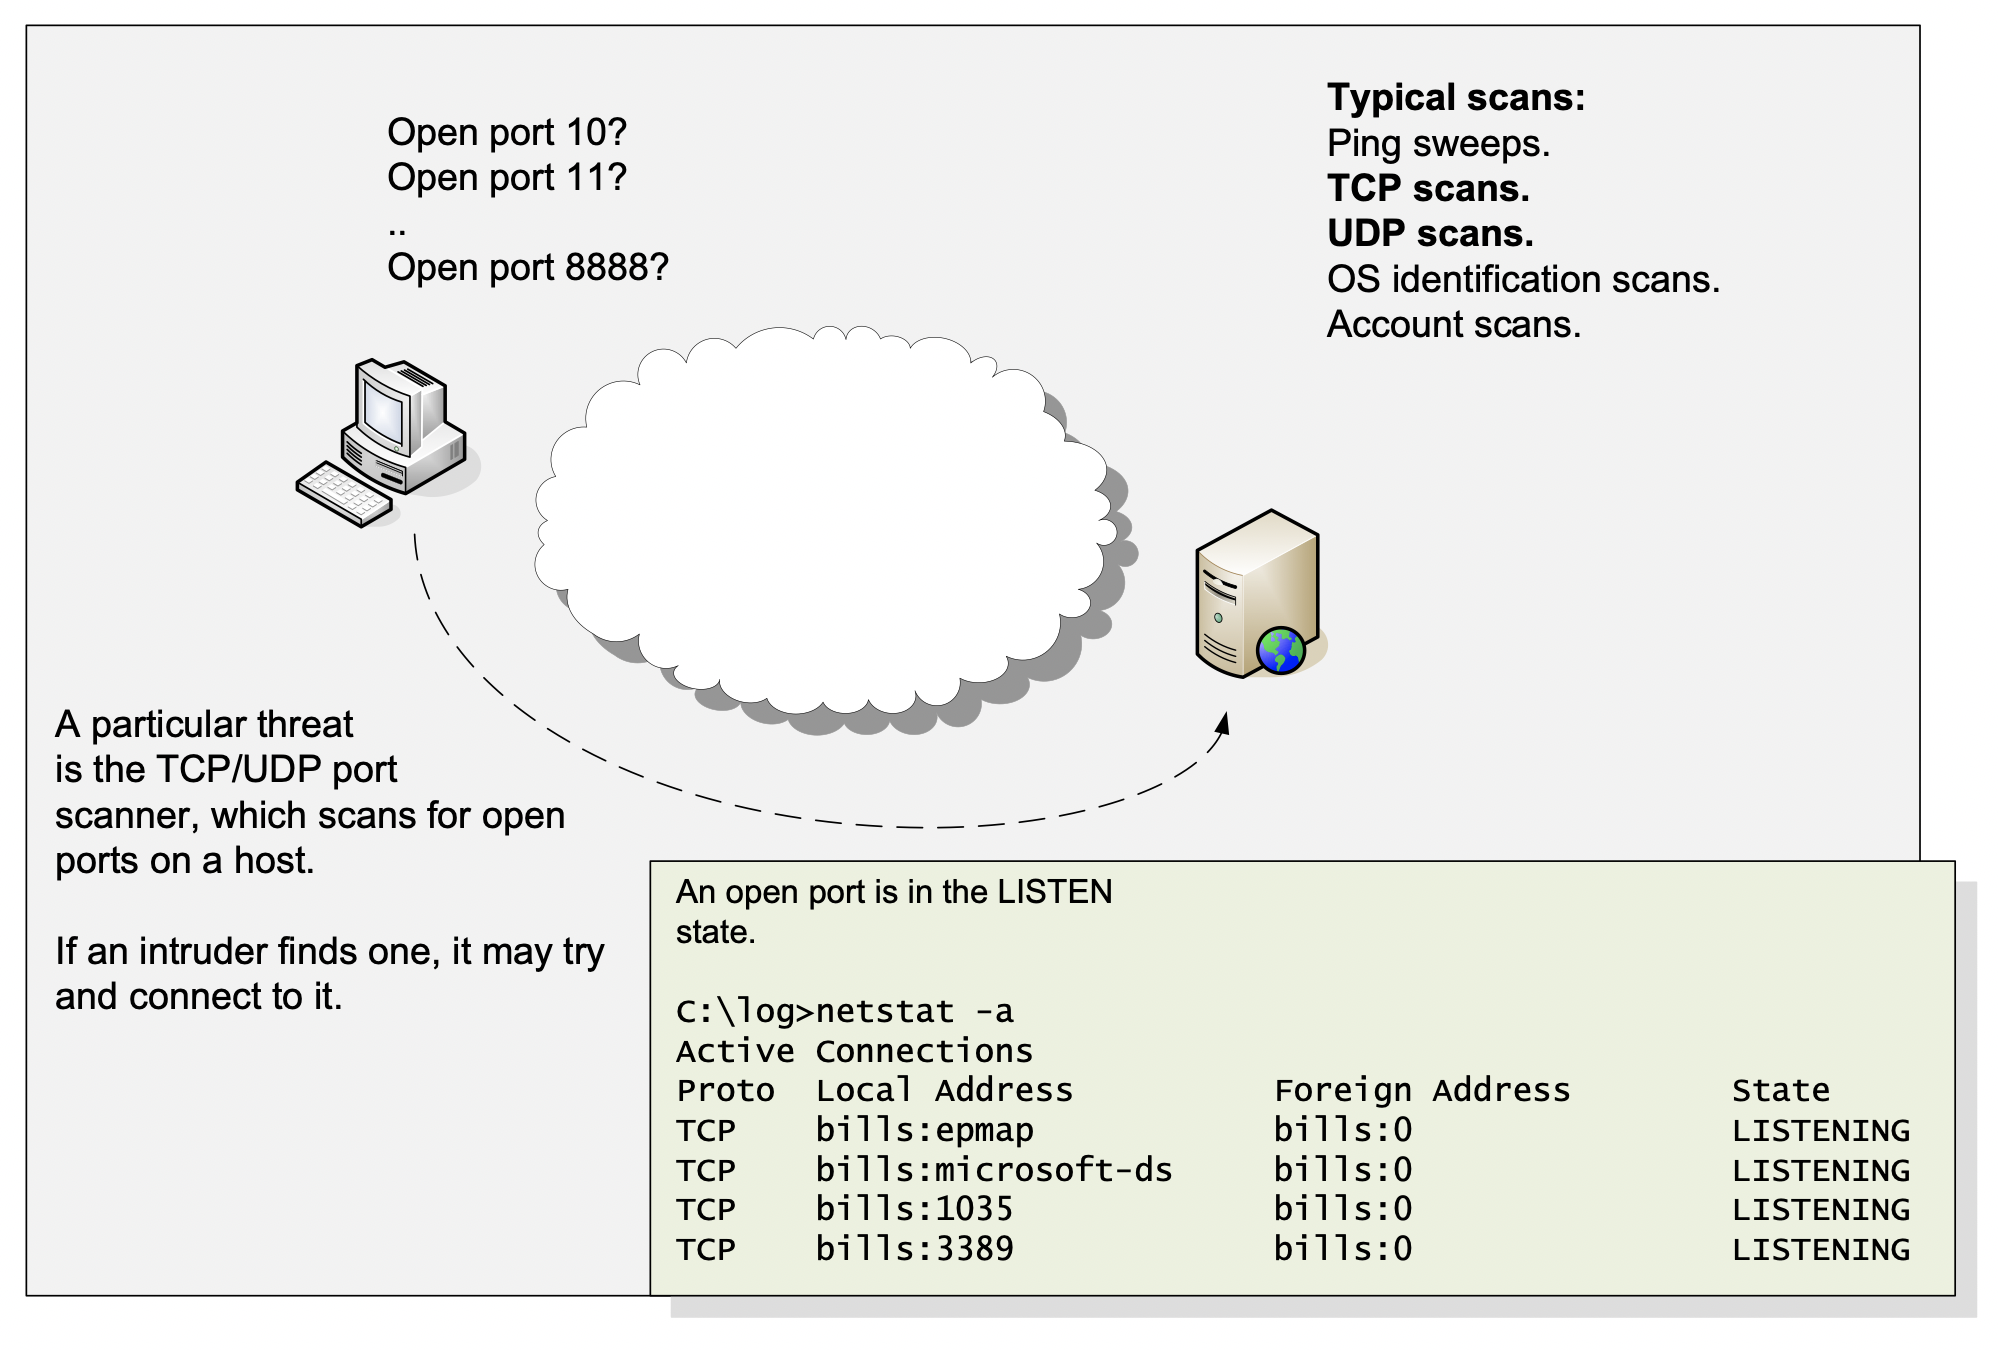 Open port 10?
Open port 11?
..
Open port 8888?
Typical scans:
Ping sweeps.
TCP scans.
UDP scans.
OS identification scans.
Account scans.
A particular threat
is the TCP/UDP port
scanner, which scans for open
ports on a host.
If an intruder finds one, it may try
and connect to it.
An open port is in the LISTEN
state.
C:\log>netstat -a
Active Connections
Proto  Local Address          Foreign Address        State
TCP    bills:epmap            bills:0                LISTENING
TCP    bills:microsoft-ds     bills:0                LISTENING
TCP    bills:1035             bills:0                LISTENING
TCP    bills:3389             bills:0                LISTENING